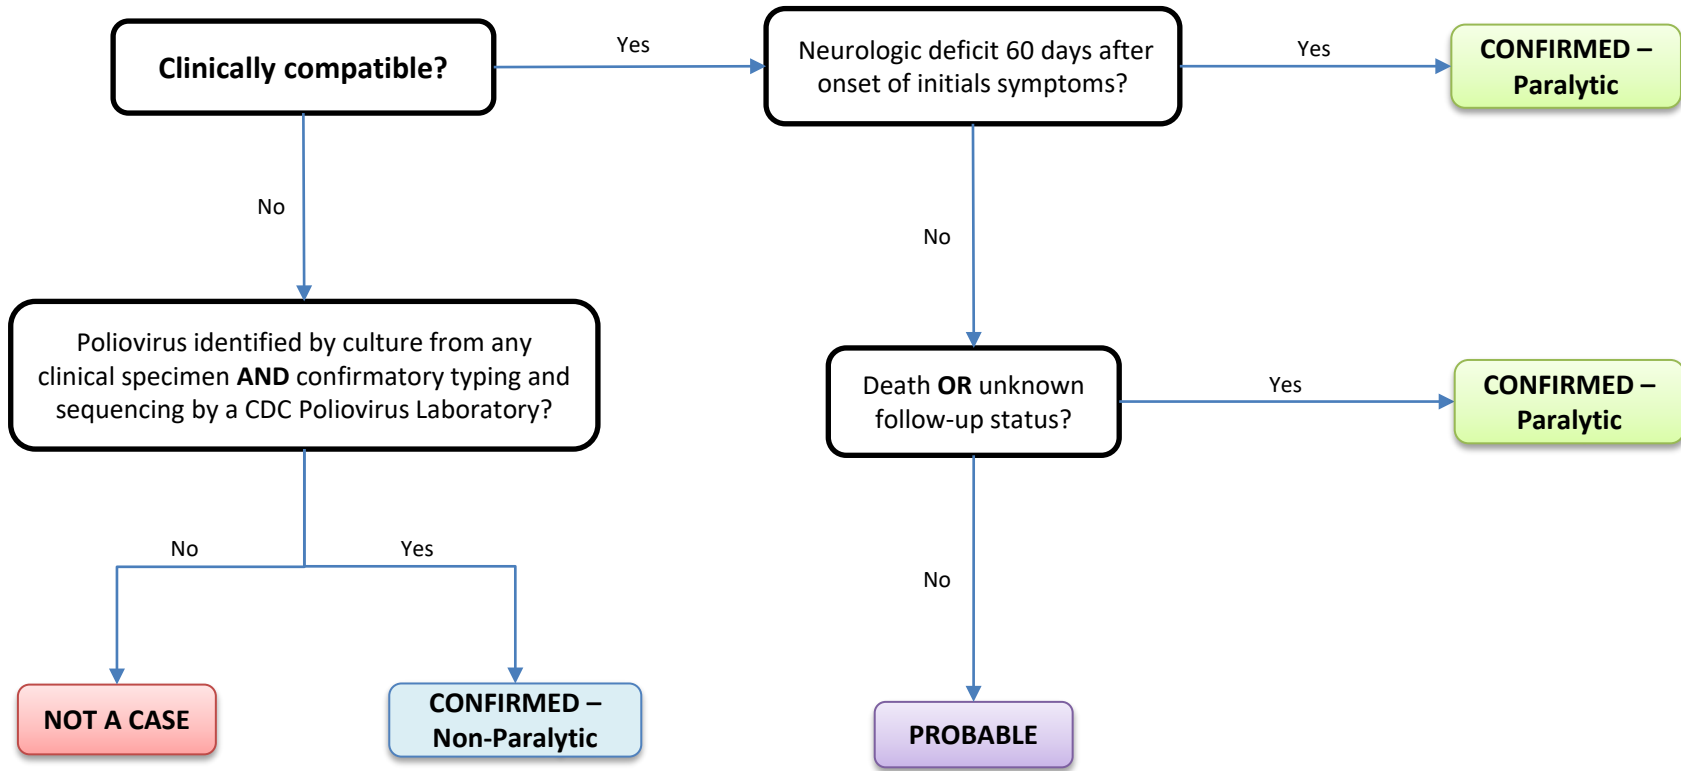 Clinically compatible?
Yes
Neurologic deficit 60 days after
onset of initials symptoms?
Yes
CONFIRMED –
Paralytic
No
No
Poliovirus identified by culture from any
clinical specimen AND confirmatory typing and
sequencing by a CDC Poliovirus Laboratory?
Death OR unknown
follow-up status?
Yes
CONFIRMED –
Paralytic
No
Yes
No
NOT A CASE
CONFIRMED –
Non-Paralytic
PROBABLE